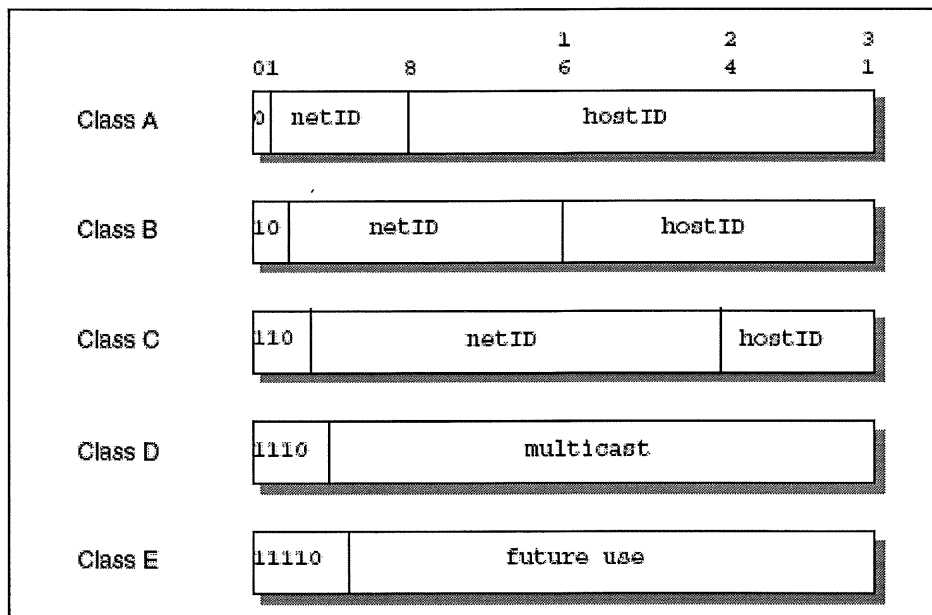 1 2 3
01 8 6 4 1
Class A 0 netID hostID
Class B 10 netID hostID
Class C 110 netID hostID
Class D 1110 multicast
Class E 11110 future use